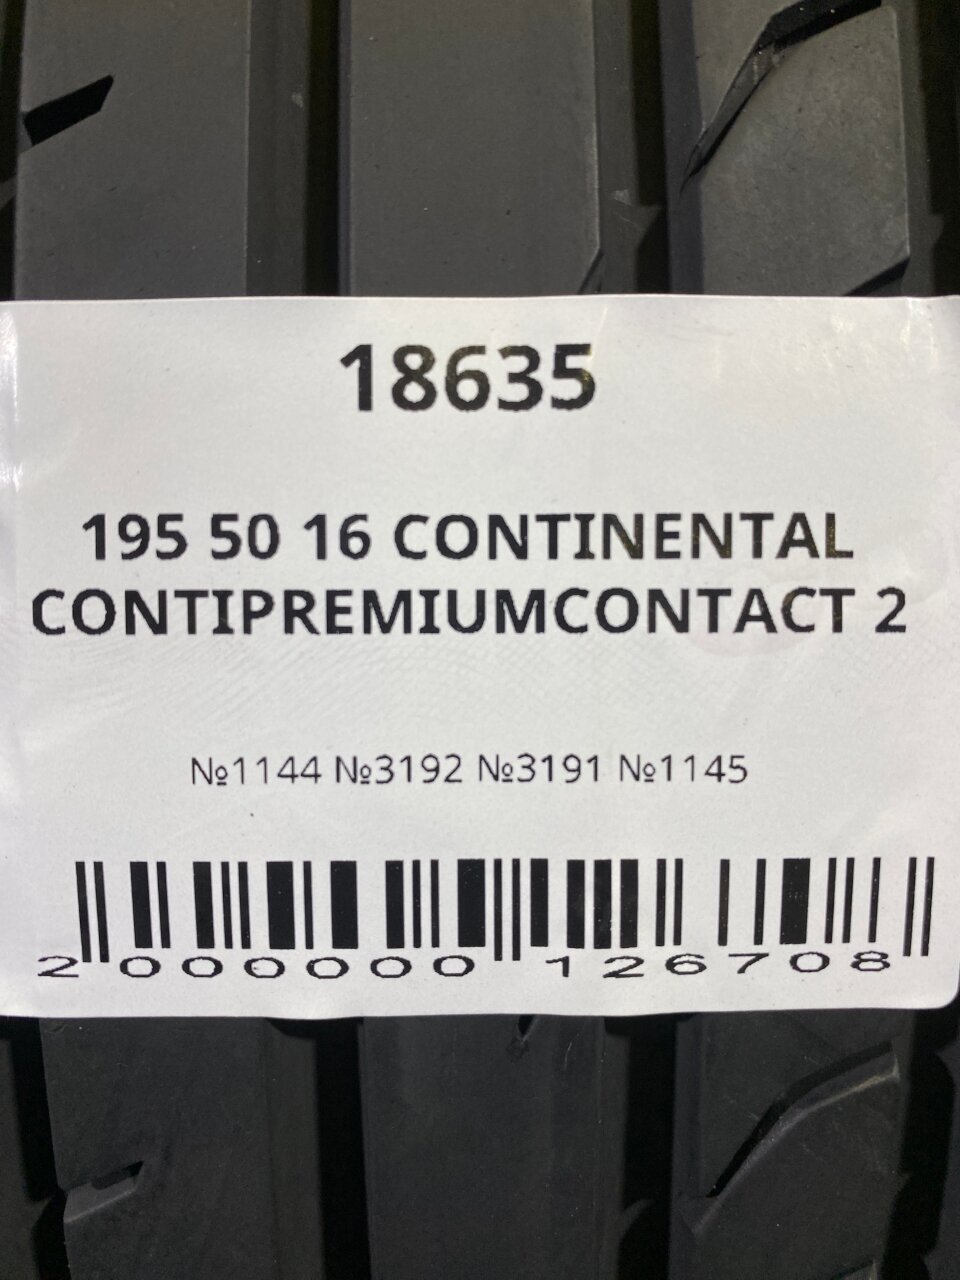 18635
195 50 16 CONTINENTAL
CONTIPREMIUMCONTACT 2
№1144 №3192 №3191 №1145
2 000000 126708